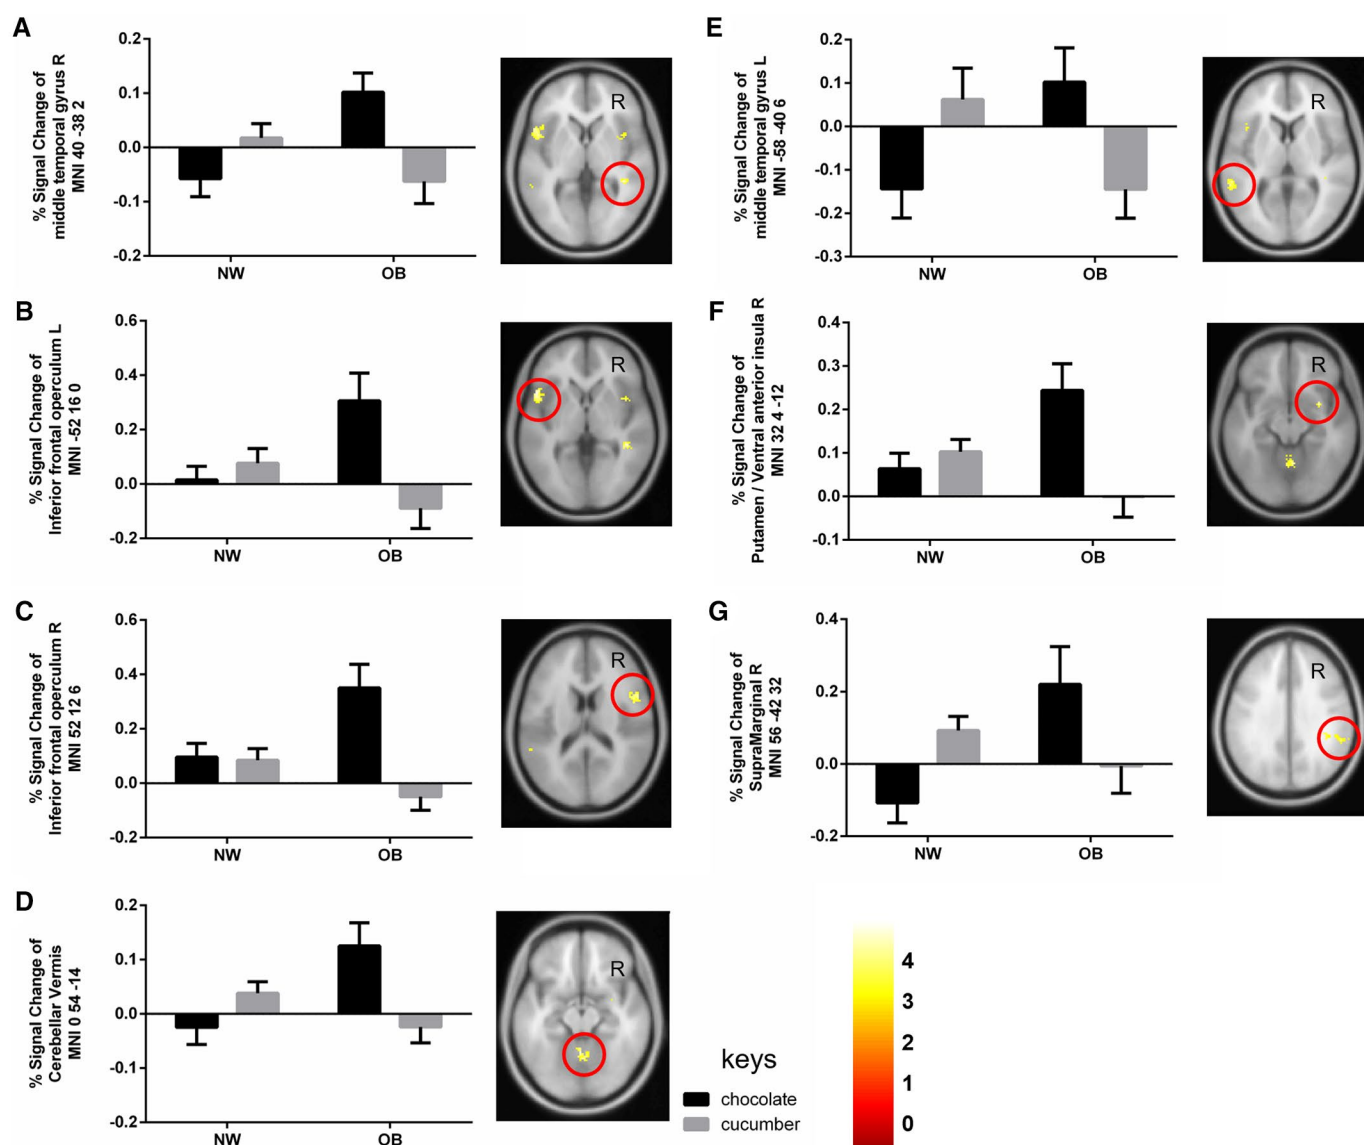 A
% Signal Change of
middle temporal gyrus R
MNI 40 -38 2
0.2
0.1
0.0
-0.1
-0.2
NW OB
R
B
% Signal Change of
Inferior frontal operculum L
MNI -52 16 0
0.6
0.4
0.2
0.0
-0.2
NW OB
R
C
% Signal Change of
Inferior frontal operculum R
MNI 52 12 6
0.6
0.4
0.2
0.0
-0.2
NW OB
R
D
% Signal Change of
Cerebellar Vermis
MNI 0 54 -14
0.2
0.1
0.0
-0.1
-0.2
NW OB
R
E
% Signal Change of
middle temporal gyrus L
MNI -58 -40 6
0.2
0.1
0.0
-0.1
-0.2
-0.3
NW OB
R
F
% Signal Change of
Putamen / Ventral anterior insula R
MNI 32 4 -12
0.4
0.3
0.2
0.1
0.0
-0.1
NW OB
R
G
% Signal Change of
SupraMarginal R
MNI 56 -42 32
0.4
0.2
0.0
-0.2
NW OB
R
keys
chocolate
cucumber
4
3
2
1
0